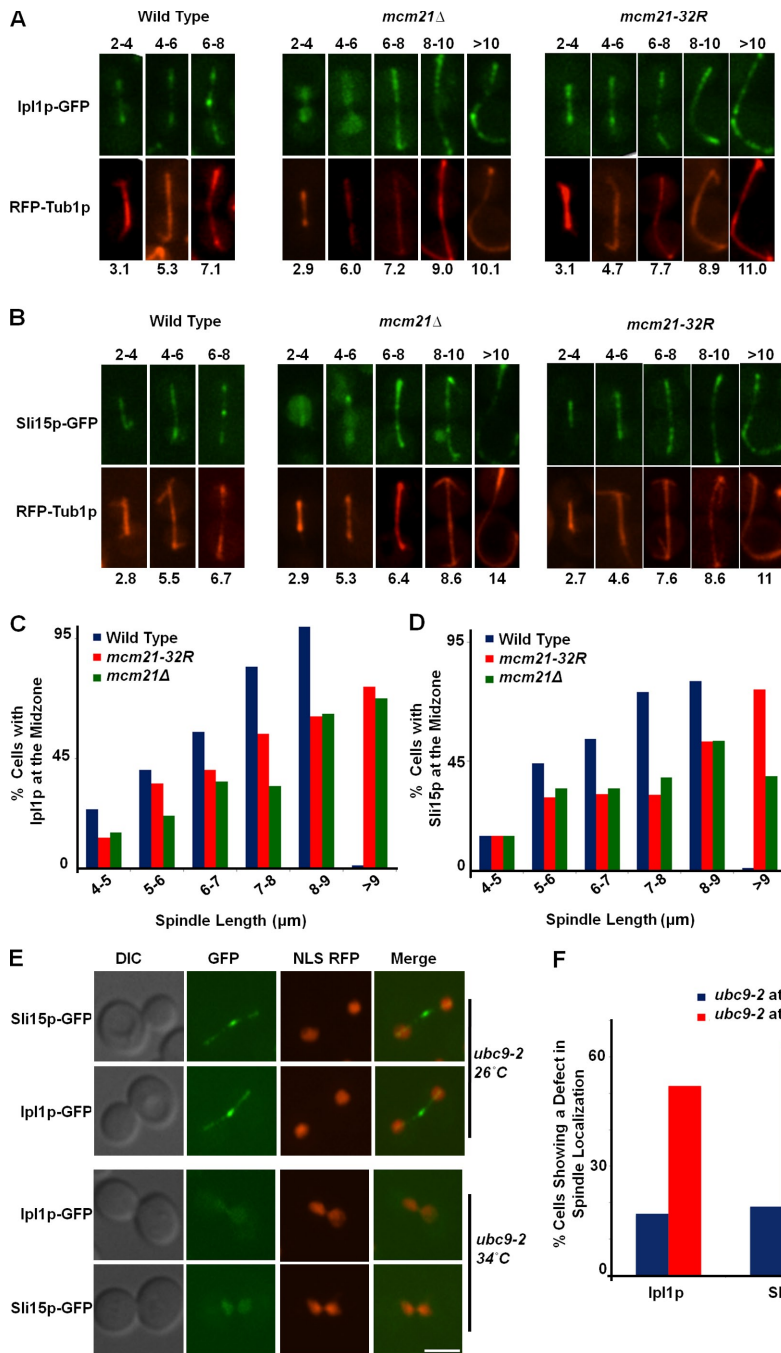 A
Wild Type
mcm21Δ
mcm21-32R
2-4 4-6 6-8
2-4 4-6 6-8 8-10 >10
2-4 4-6 6-8 8-10 >10
Ipl1p-GFP
RFP-Tub1p
3.1 5.3 7.1
2.9 6.0 7.2 9.0 10.1
3.1 4.7 7.7 8.9 11.0
B
Wild Type
mcm21Δ
mcm21-32R
2-4 4-6 6-8
2-4 4-6 6-8 8-10 >10
2-4 4-6 6-8 8-10 >10
Sli15p-GFP
RFP-Tub1p
2.8 5.5 6.7
2.9 5.3 6.4 8.6 14
2.7 4.6 7.6 8.6 11
C
Wild Type
mcm21-32R
mcm21Δ
% Cells with
Ipl1p at the Midzone
95
45
0
4-5 5-6 6-7 7-8 8-9 >9
Spindle Length (μm)
D
Wild Type
mcm21-32R
mcm21Δ
% Cells with
Sli15p at the Midzone
95
45
0
4-5 5-6 6-7 7-8 8-9 >9
Spindle Length (μm)
E
DIC GFP NLS RFP Merge
Sli15p-GFP
Ipl1p-GFP
ubc9-2
26°C
Ipl1p-GFP
Sli15p-GFP
ubc9-2
34°C
F
ubc9-2 at
ubc9-2 at
% Cells Showing a Defect in
Spindle Localization
60
30
0
Ipl1p